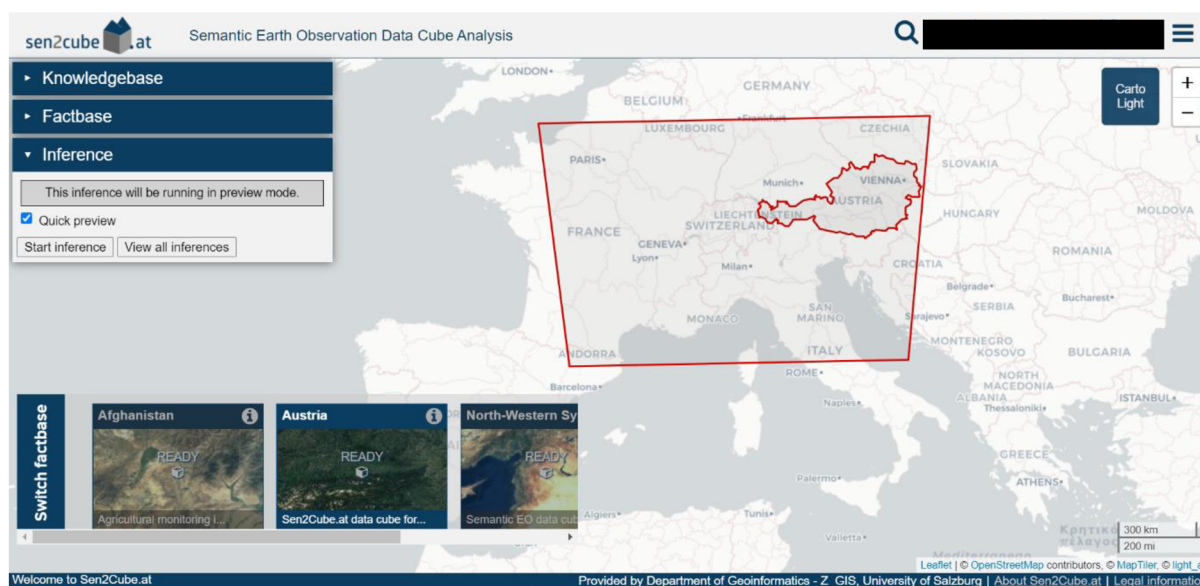 sen2cube.at
Semantic Earth Observation Data Cube Analysis
Knowledgebase
Factbase
Inference
This inference will be running in preview mode.
Quick preview
Start inference
View all inferences
Carto
Light
+
−
LONDON
GERMANY
BELGIUM
Frankfurt
LUXEMBOURG
CZECHIA
PARIS
SLOVAKIA
Munich
VIENNA
AUSTRIA
LIECHTENSTEIN
HUNGARY
MOLDOVA
SWITZERLAND
FRANCE
GENEVA
Lyon
ROMANIA
Milan
CROATIA
Belgrade
Bucharest
SAN
MARINO
SERBIA
MONACO
Sarajevo
MONTENEGRO
KOSOVO
BULGARIA
ANDORRA
ITALY
ROME
NORTH
MACEDONIA
Barcelona
ALBANIA
ISTANBUL
Naples
Thessaloniki
GREECE
Palermo
ATHENS
Algiers
Tunis
Valletta
Κρητικό
πέλαγος
Mediterranean
300 km
200 mi
Switch factbase
Afghanistan
READY
Agricultural monitoring i...
Austria
READY
Sen2Cube.at data cube for...
North-Western Sy
READY
Semantic EO data cub
Leaflet | © OpenStreetMap contributors, © MapTiler, © light_
Welcome to Sen2Cube.at
Provided by Department of Geoinformatics - Z_GIS, University of Salzburg | About Sen2Cube.at | Legal informatio